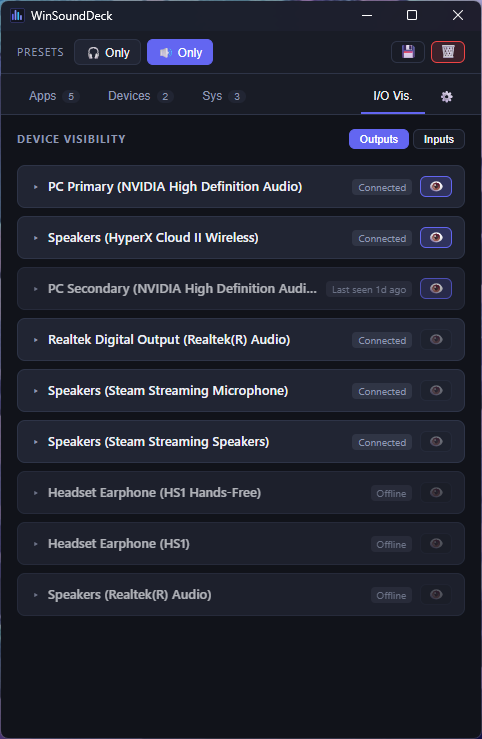 WinSoundDeck
PRESETS 🎧 Only 🔊 Only
Apps 5 Devices 2 Sys 3 I/O Vis.
DEVICE VISIBILITY Outputs Inputs
PC Primary (NVIDIA High Definition Audio) Connected
Speakers (HyperX Cloud II Wireless) Connected
PC Secondary (NVIDIA High Definition Audi... Last seen 1d ago
Realtek Digital Output (Realtek(R) Audio) Connected
Speakers (Steam Streaming Microphone) Connected
Speakers (Steam Streaming Speakers) Connected
Headset Earphone (HS1 Hands-Free) Offline
Headset Earphone (HS1) Offline
Speakers (Realtek(R) Audio) Offline